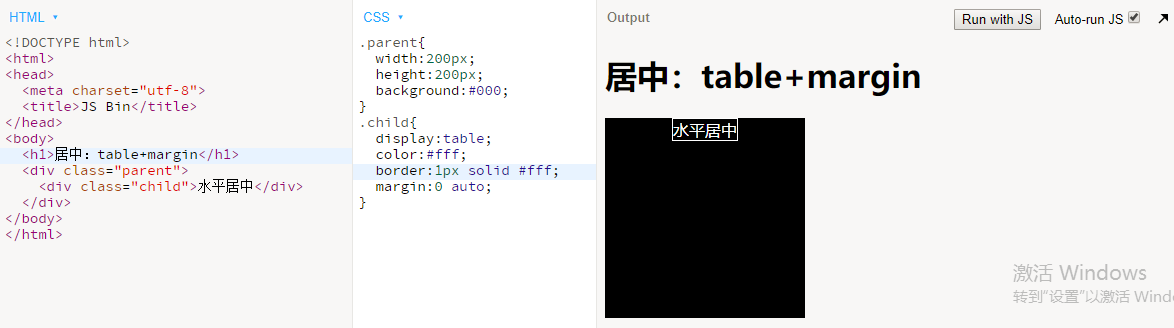 HTML ▾
<!DOCTYPE html>
<html>
<head>
  <meta charset="utf-8">
  <title>JS Bin</title>
</head>
<body>
  <h1>居中：table+margin</h1>
  <div class="parent">
    <div class="child">水平居中</div>
  </div>
</body>
</html>
CSS ▾
.parent{
  width:200px;
  height:200px;
  background:#000;
}
.child{
  display:table;
  color:#fff;
  border:1px solid #fff;
  margin:0 auto;
}
Output
Run with JS
Auto-run JS
居中：table+margin
水平居中
激活 Windows
转到"设置"以激活 Wind